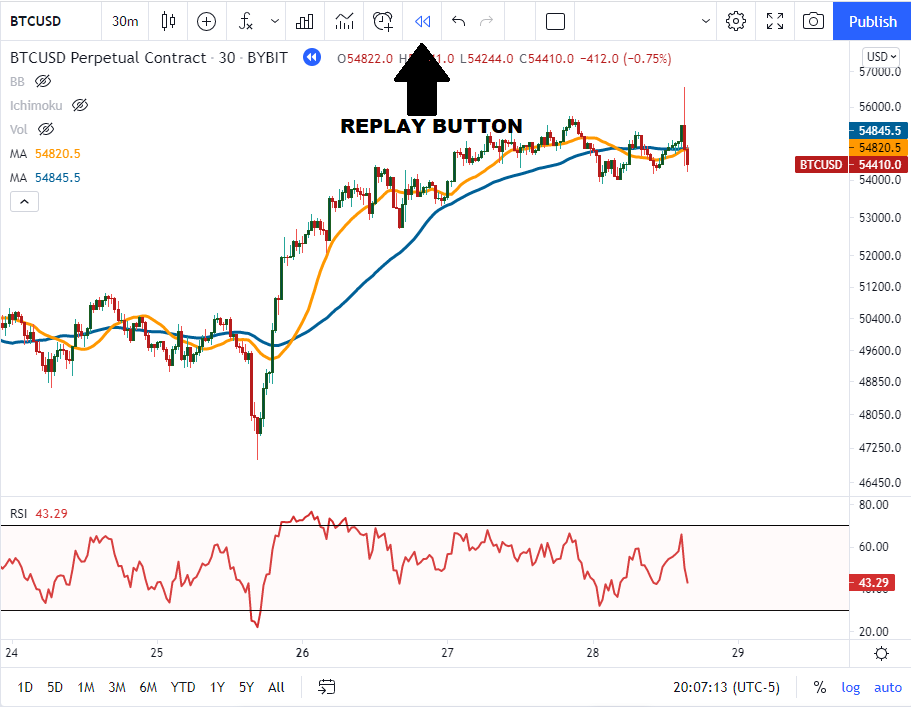 BTCUSD 30m Publish
BTCUSD Perpetual Contract · 30 · BYBIT O54822.0 H 1.0 L54244.0 C54410.0 −412.0 (−0.75%)
USD
BB
Ichimoku
Vol
MA 54820.5
MA 54845.5
REPLAY BUTTON
57000.0
56000.0
54845.5
54820.5
BTCUSD 54410.0
54000.0
53000.0
52000.0
51200.0
50400.0
49600.0
48850.0
48050.0
47250.0
46450.0
RSI 43.29
80.00
60.00
43.29
20.00
24 25 26 27 28 29
1D 5D 1M 3M 6M YTD 1Y 5Y All 20:07:13 (UTC-5) % log auto